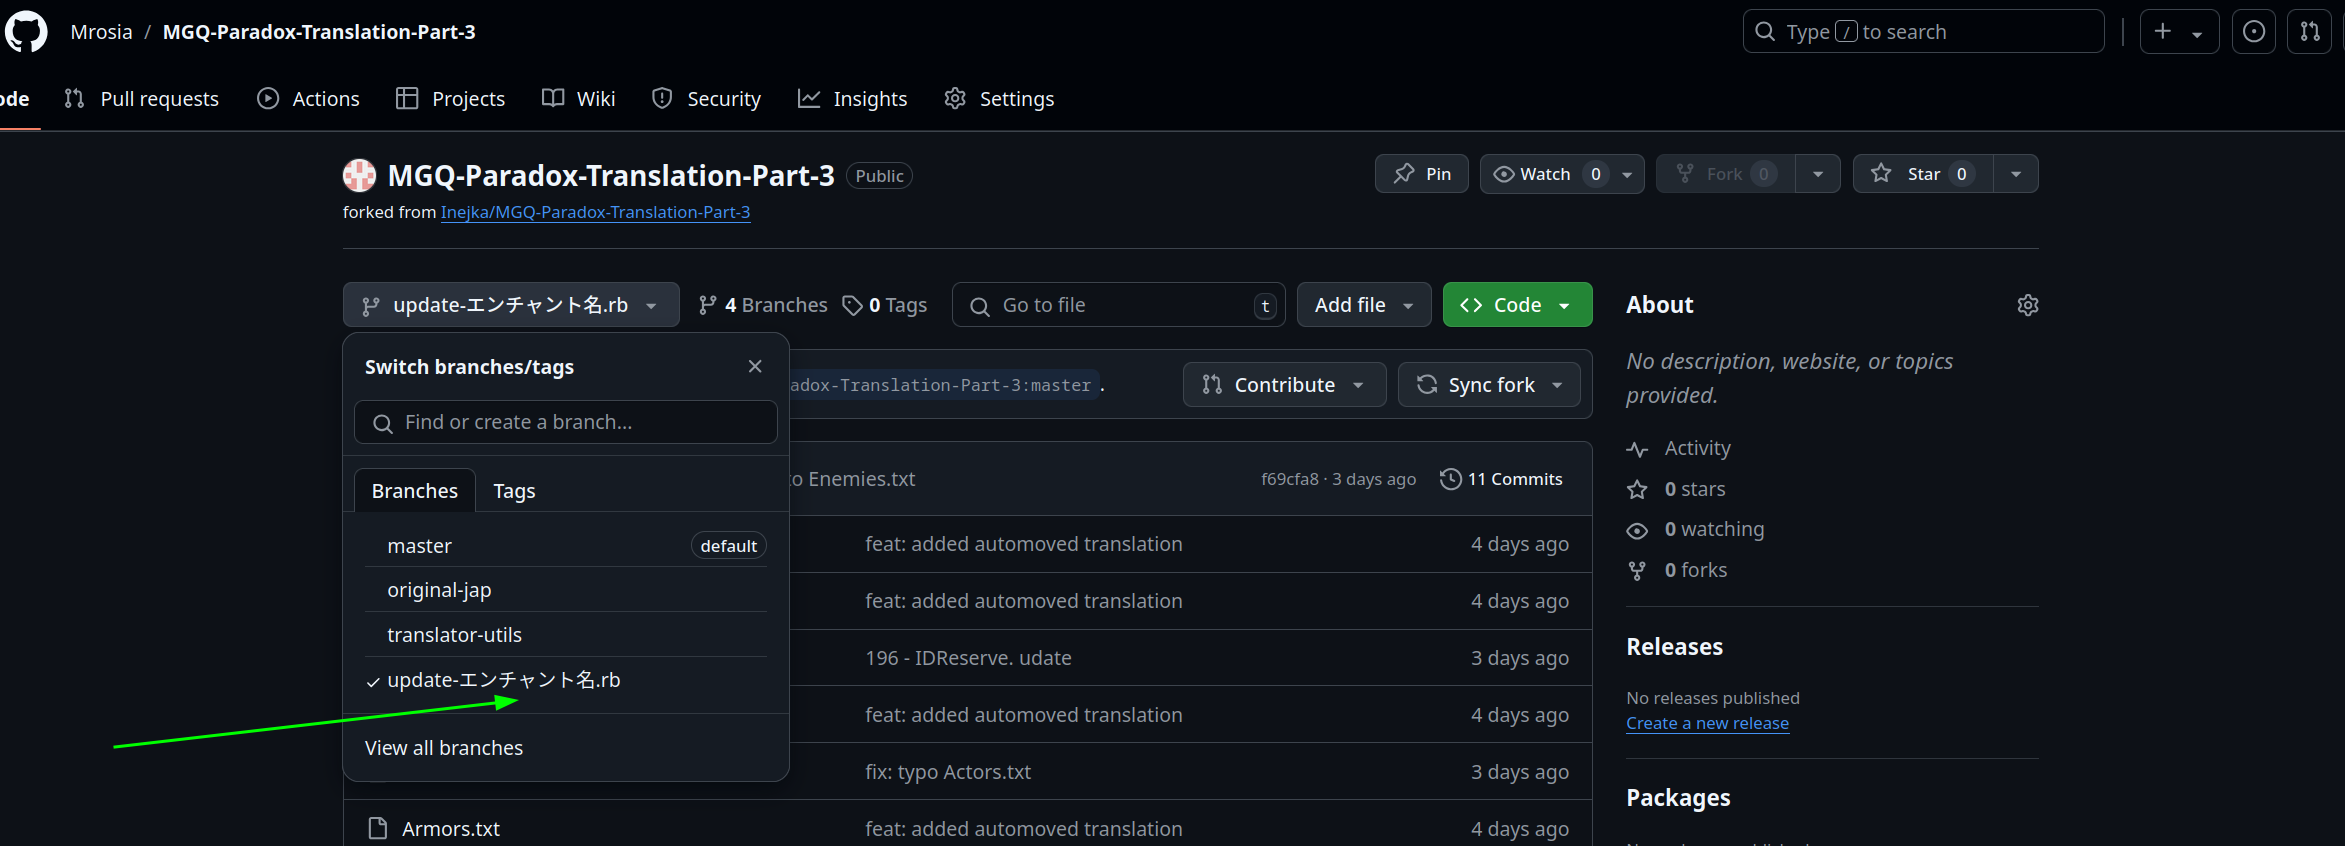 Mrosia / MGQ-Paradox-Translation-Part-3
Type / to search
ode
Pull requests
Actions
Projects
Wiki
Security
Insights
Settings
MGQ-Paradox-Translation-Part-3 Public
forked from Inejka/MGQ-Paradox-Translation-Part-3
Pin
Watch 0
Fork 0
Star 0
update-エンチャント名.rb
4 Branches
0 Tags
Go to file t
Add file
Code
Switch branches/tags
Find or create a branch...
Branches
Tags
master default
original-jap
translator-utils
update-エンチャント名.rb
View all branches
adox-Translation-Part-3:master .
Contribute
Sync fork
to Enemies.txt
f69cfa8 · 3 days ago
11 Commits
feat: added automoved translation 4 days ago
feat: added automoved translation 4 days ago
196 - IDReserve. udate 3 days ago
feat: added automoved translation 4 days ago
fix: typo Actors.txt 3 days ago
Armors.txt feat: added automoved translation 4 days ago
About
No description, website, or topics
provided.
Activity
0 stars
0 watching
0 forks
Releases
No releases published
Create a new release
Packages